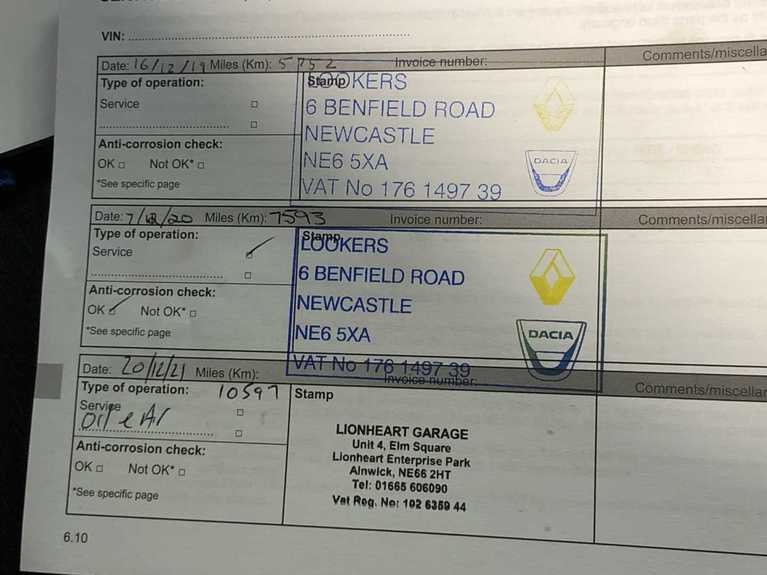 VIN:
Date: 16/12/19 Miles (Km): 5752 Invoice number: Comments/miscella
Type of operation:
Service
Anti-corrosion check:
OK Not OK*
*See specific page
Stamp
LOOKERS
6 BENFIELD ROAD
NEWCASTLE
NE6 5XA
VAT No 176 1497 39
DACIA
Date: 7/12/20 Miles (Km): 7593 Invoice number: Comments/miscellan
Type of operation:
Service
Anti-corrosion check:
OK Not OK*
*See specific page
Stamp
LOOKERS
6 BENFIELD ROAD
NEWCASTLE
NE6 5XA
VAT No 176 1497 39
DACIA
Date: 20/12/21 Miles (Km): Invoice number: Comments/miscellan
Type of operation: 10597
Service
Oil e Air
Anti-corrosion check:
OK Not OK*
*See specific page
Stamp
LIONHEART GARAGE
Unit 4, Elm Square
Lionheart Enterprise Park
Alnwick, NE66 2HT
Tel: 01665 606090
Vat Reg. No: 102 6359 44
6.10